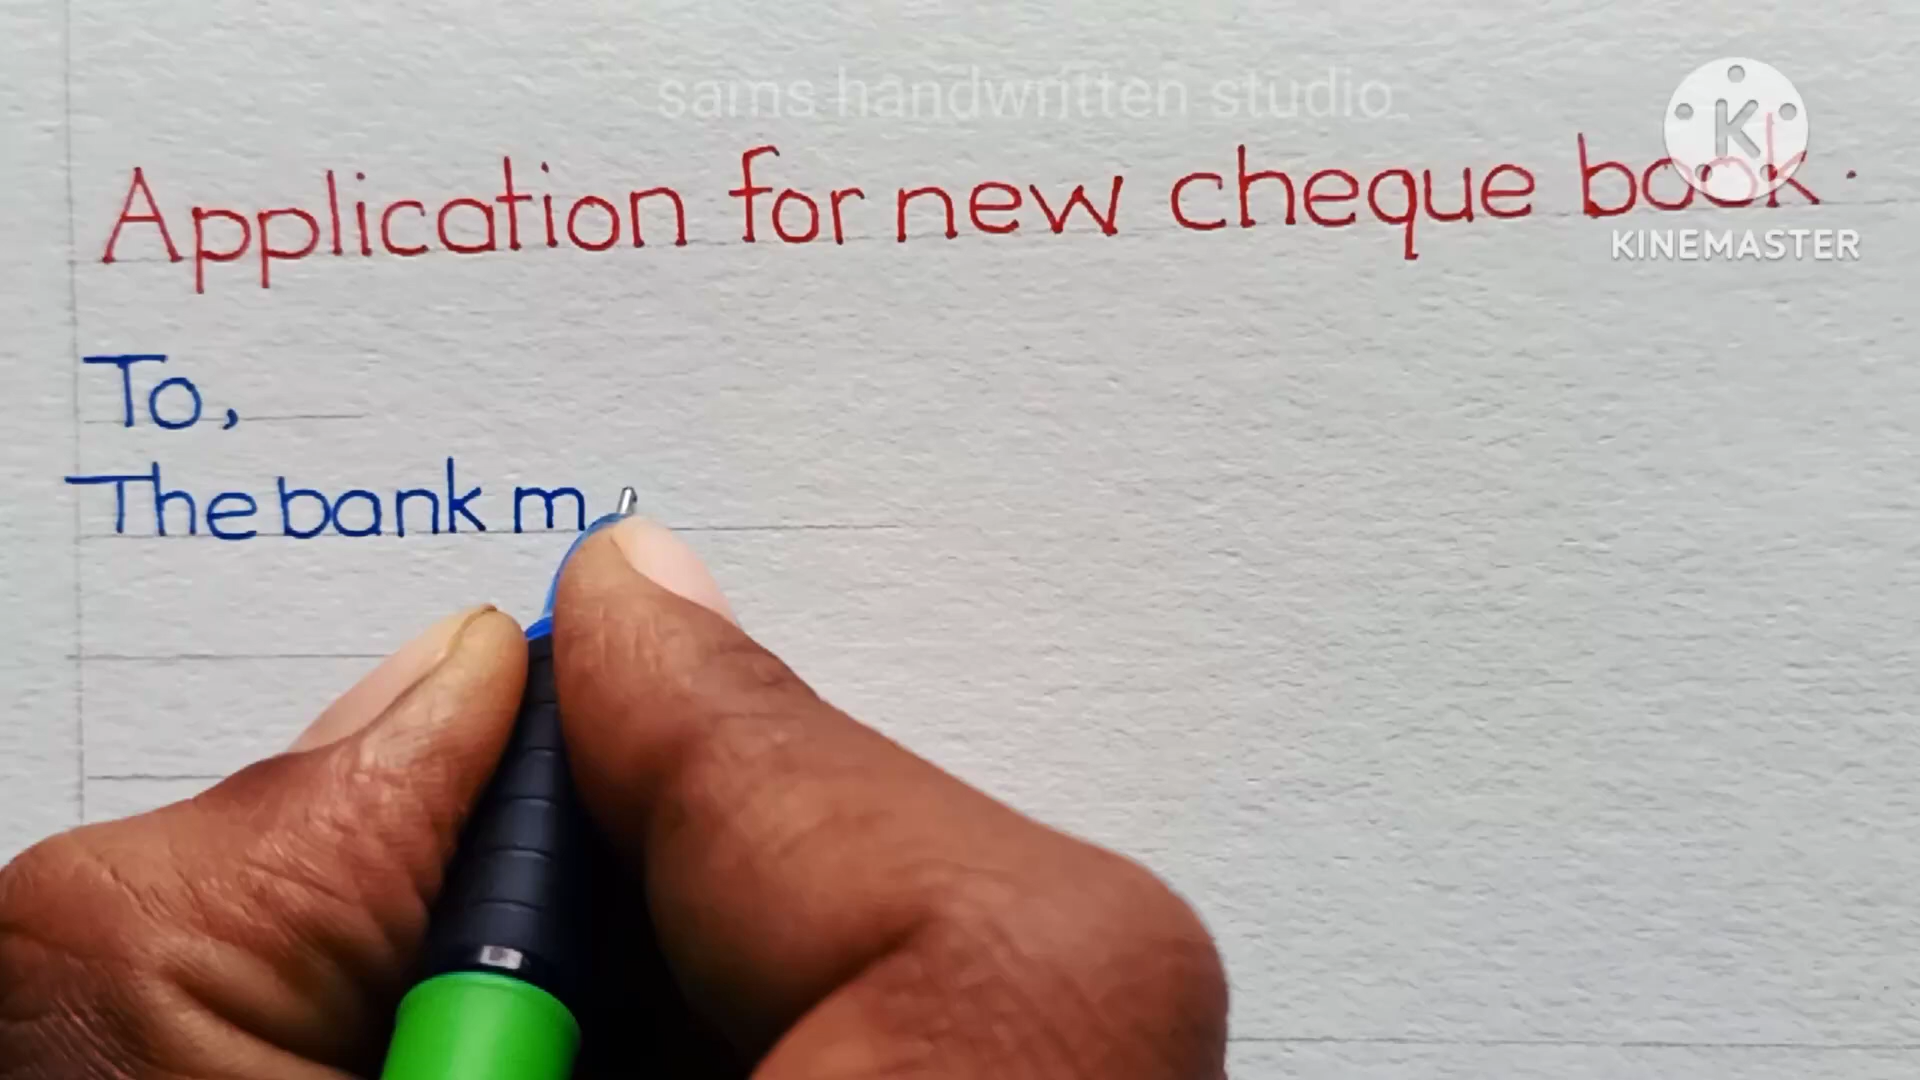 sams handwritten studio
Application for new cheque book.
KINEMASTER
To,
The bank m